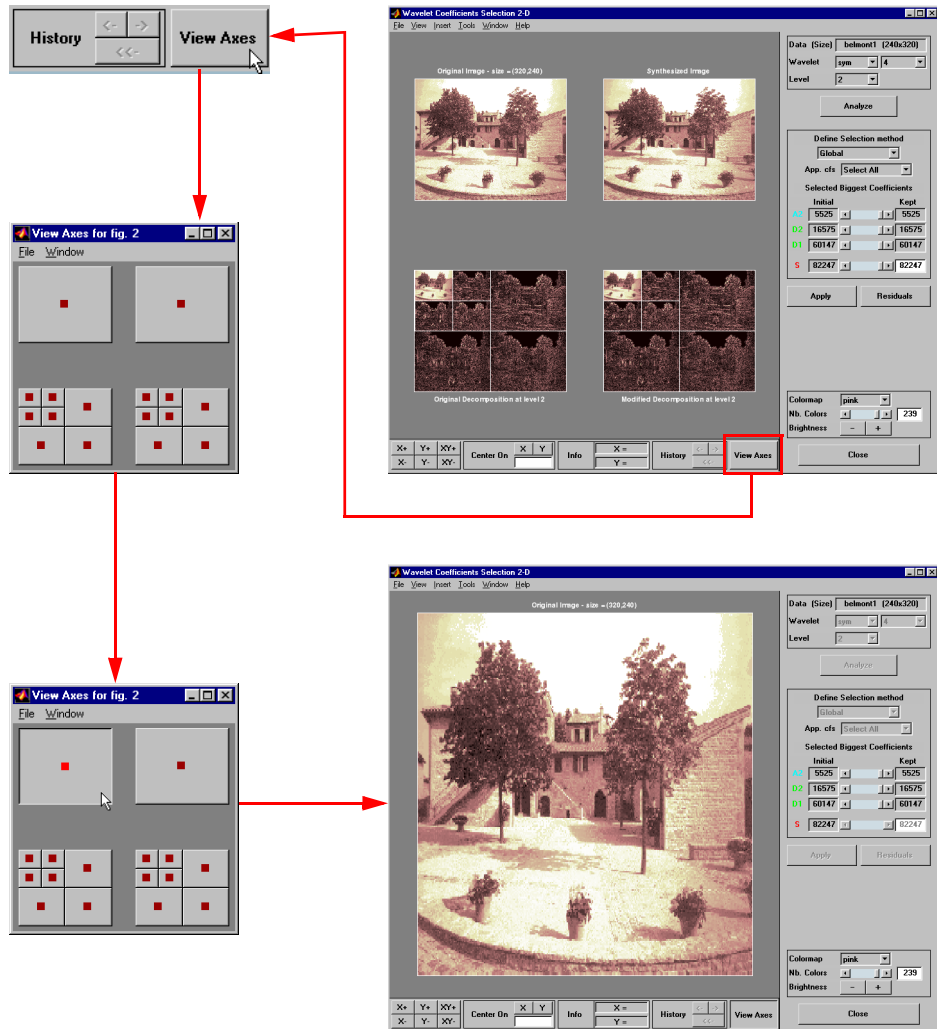 History
<-
->
<<-
View Axes
Wavelet Coefficients Selection 2-D
File View Insert Tools Window Help
Original Image - size = (320,240)
Synthesized Image
Original Decomposition at level 2
Modified Decomposition at level 2
Data (Size) belmont1 (240x320)
Wavelet sym 4
Level 2
Analyze
Define Selection method
Global
App. cfs Select All
Selected Biggest Coefficients
Initial Kept
A2 5525 5525
D2 16575 16575
D1 60147 60147
S 82247 82247
Apply Residuals
Colormap pink
Nb. Colors 239
Brightness - +
Close
X+ Y+ XY+
X- Y- XY-
Center On X Y
Info X =
Y =
History <- ->
<<-
View Axes
View Axes for fig. 2
File Window
View Axes for fig. 2
File Window
Wavelet Coefficients Selection 2-D
File View Insert Tools Window Help
Original Image - size = (320,240)
Data (Size) belmont1 (240x320)
Wavelet sym 4
Level 2
Analyze
Define Selection method
Global
App. cfs Select All
Selected Biggest Coefficients
Initial Kept
A2 5525 5525
D2 16575 16575
D1 60147 60147
S 82247 82247
Apply Residuals
Colormap pink
Nb. Colors 239
Brightness - +
Close
X+ Y+ XY+
X- Y- XY-
Center On X Y
Info X =
Y =
History <- ->
<<-
View Axes